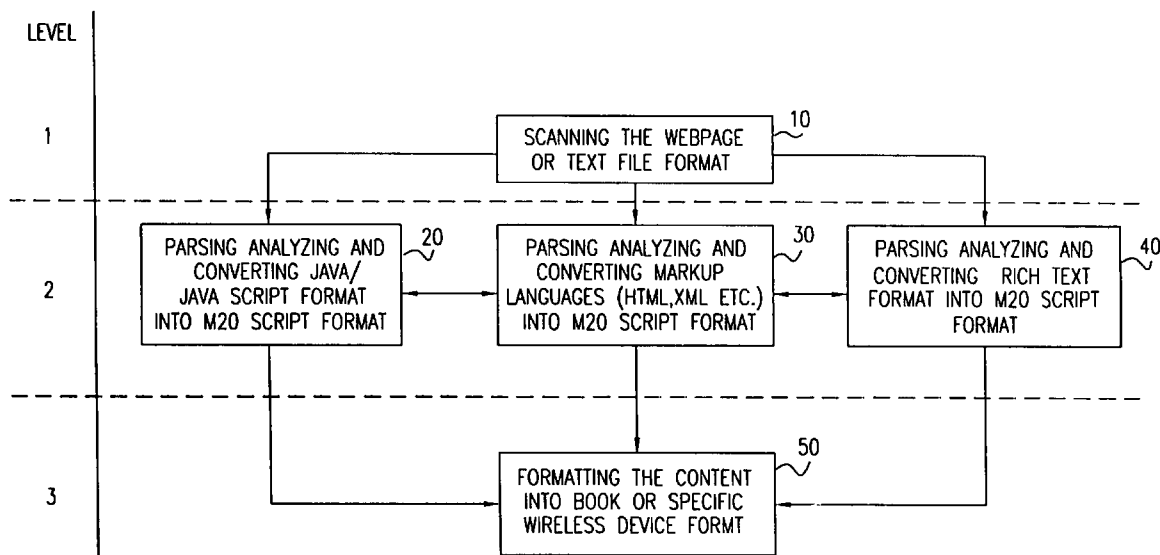 LEVEL
1
10
SCANNING THE WEBPAGE
OR TEXT FILE FORMAT
2
20
PARSING ANALYZING AND
CONVERTING JAVA/
JAVA SCRIPT FORMAT
INTO M20 SCRIPT FORMAT
30
PARSING ANALYZING AND
CONVERTING MARKUP
LANGUAGES (HTML,XML ETC.)
INTO M20 SCRIPT FORMAT
40
PARSING ANALYZING AND
CONVERTING RICH TEXT
FORMAT INTO M20 SCRIPT
FORMAT
3
50
FORMATTING THE CONTENT
INTO BOOK OR SPECIFIC
WIRELESS DEVICE FORMT